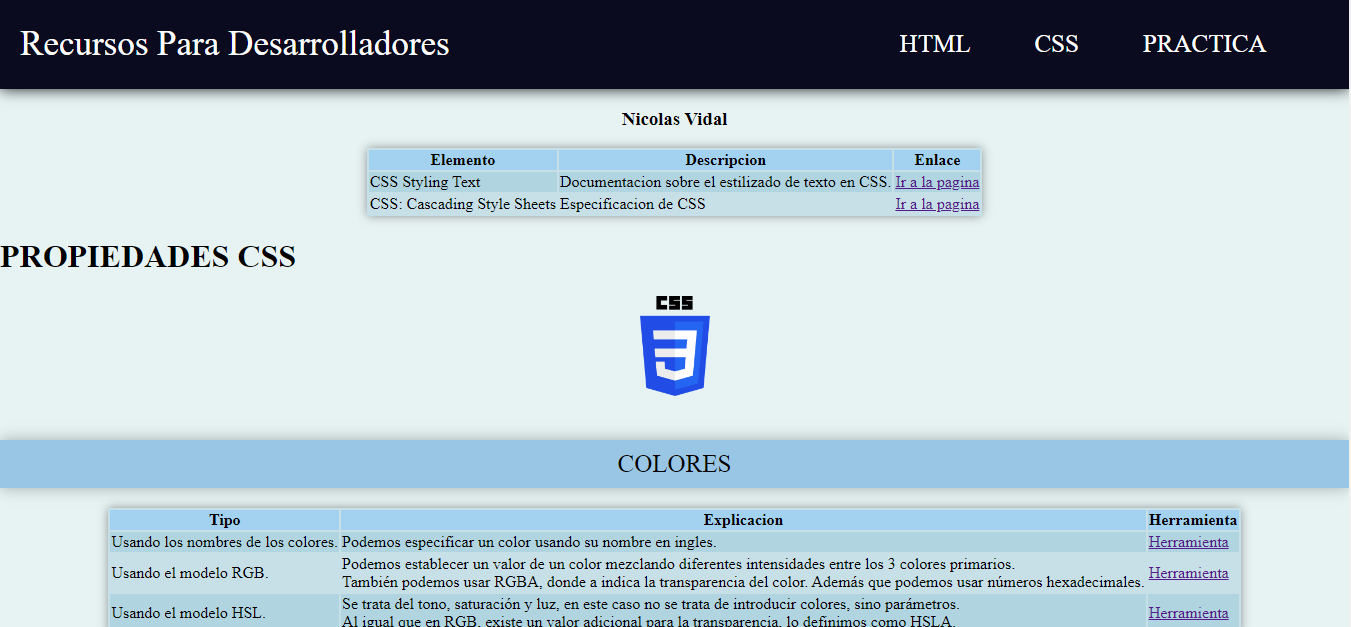 Recursos Para Desarrolladores HTML CSS PRACTICA
Nicolas Vidal
Elemento Descripcion Enlace
CSS Styling Text Documentacion sobre el estilizado de texto en CSS. Ir a la pagina
CSS: Cascading Style Sheets Especificacion de CSS Ir a la pagina
PROPIEDADES CSS
CSS
3
COLORES
Tipo Explicacion Herramienta
Usando los nombres de los colores. Podemos especificar un color usando su nombre en ingles. Herramienta
Usando el modelo RGB. Podemos establecer un valor de un color mezclando diferentes intensidades entre los 3 colores primarios.
También podemos usar RGBA, donde a indica la transparencia del color. Además que podemos usar números hexadecimales. Herramienta
Usando el modelo HSL. Se trata del tono, saturación y luz, en este caso no se trata de introducir colores, sino parámetros.
Al igual que en RGB, existe un valor adicional para la transparencia, lo definimos como HSLA. Herramienta